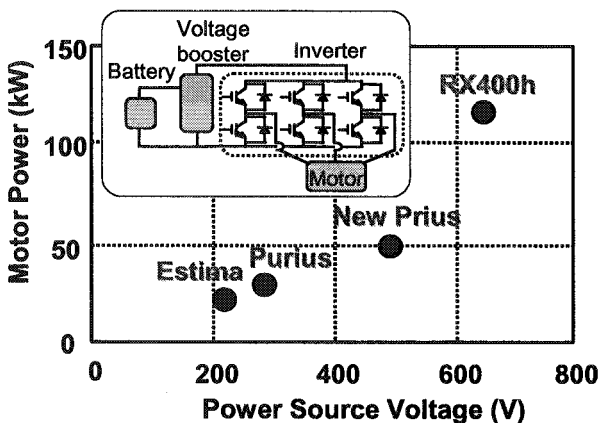 Voltage
booster
Inverter
Battery
Motor
150
100
50
0
Motor Power (kW)
RX400h
New Prius
Purius
Estima
0 200 400 600 800
Power Source Voltage (V)